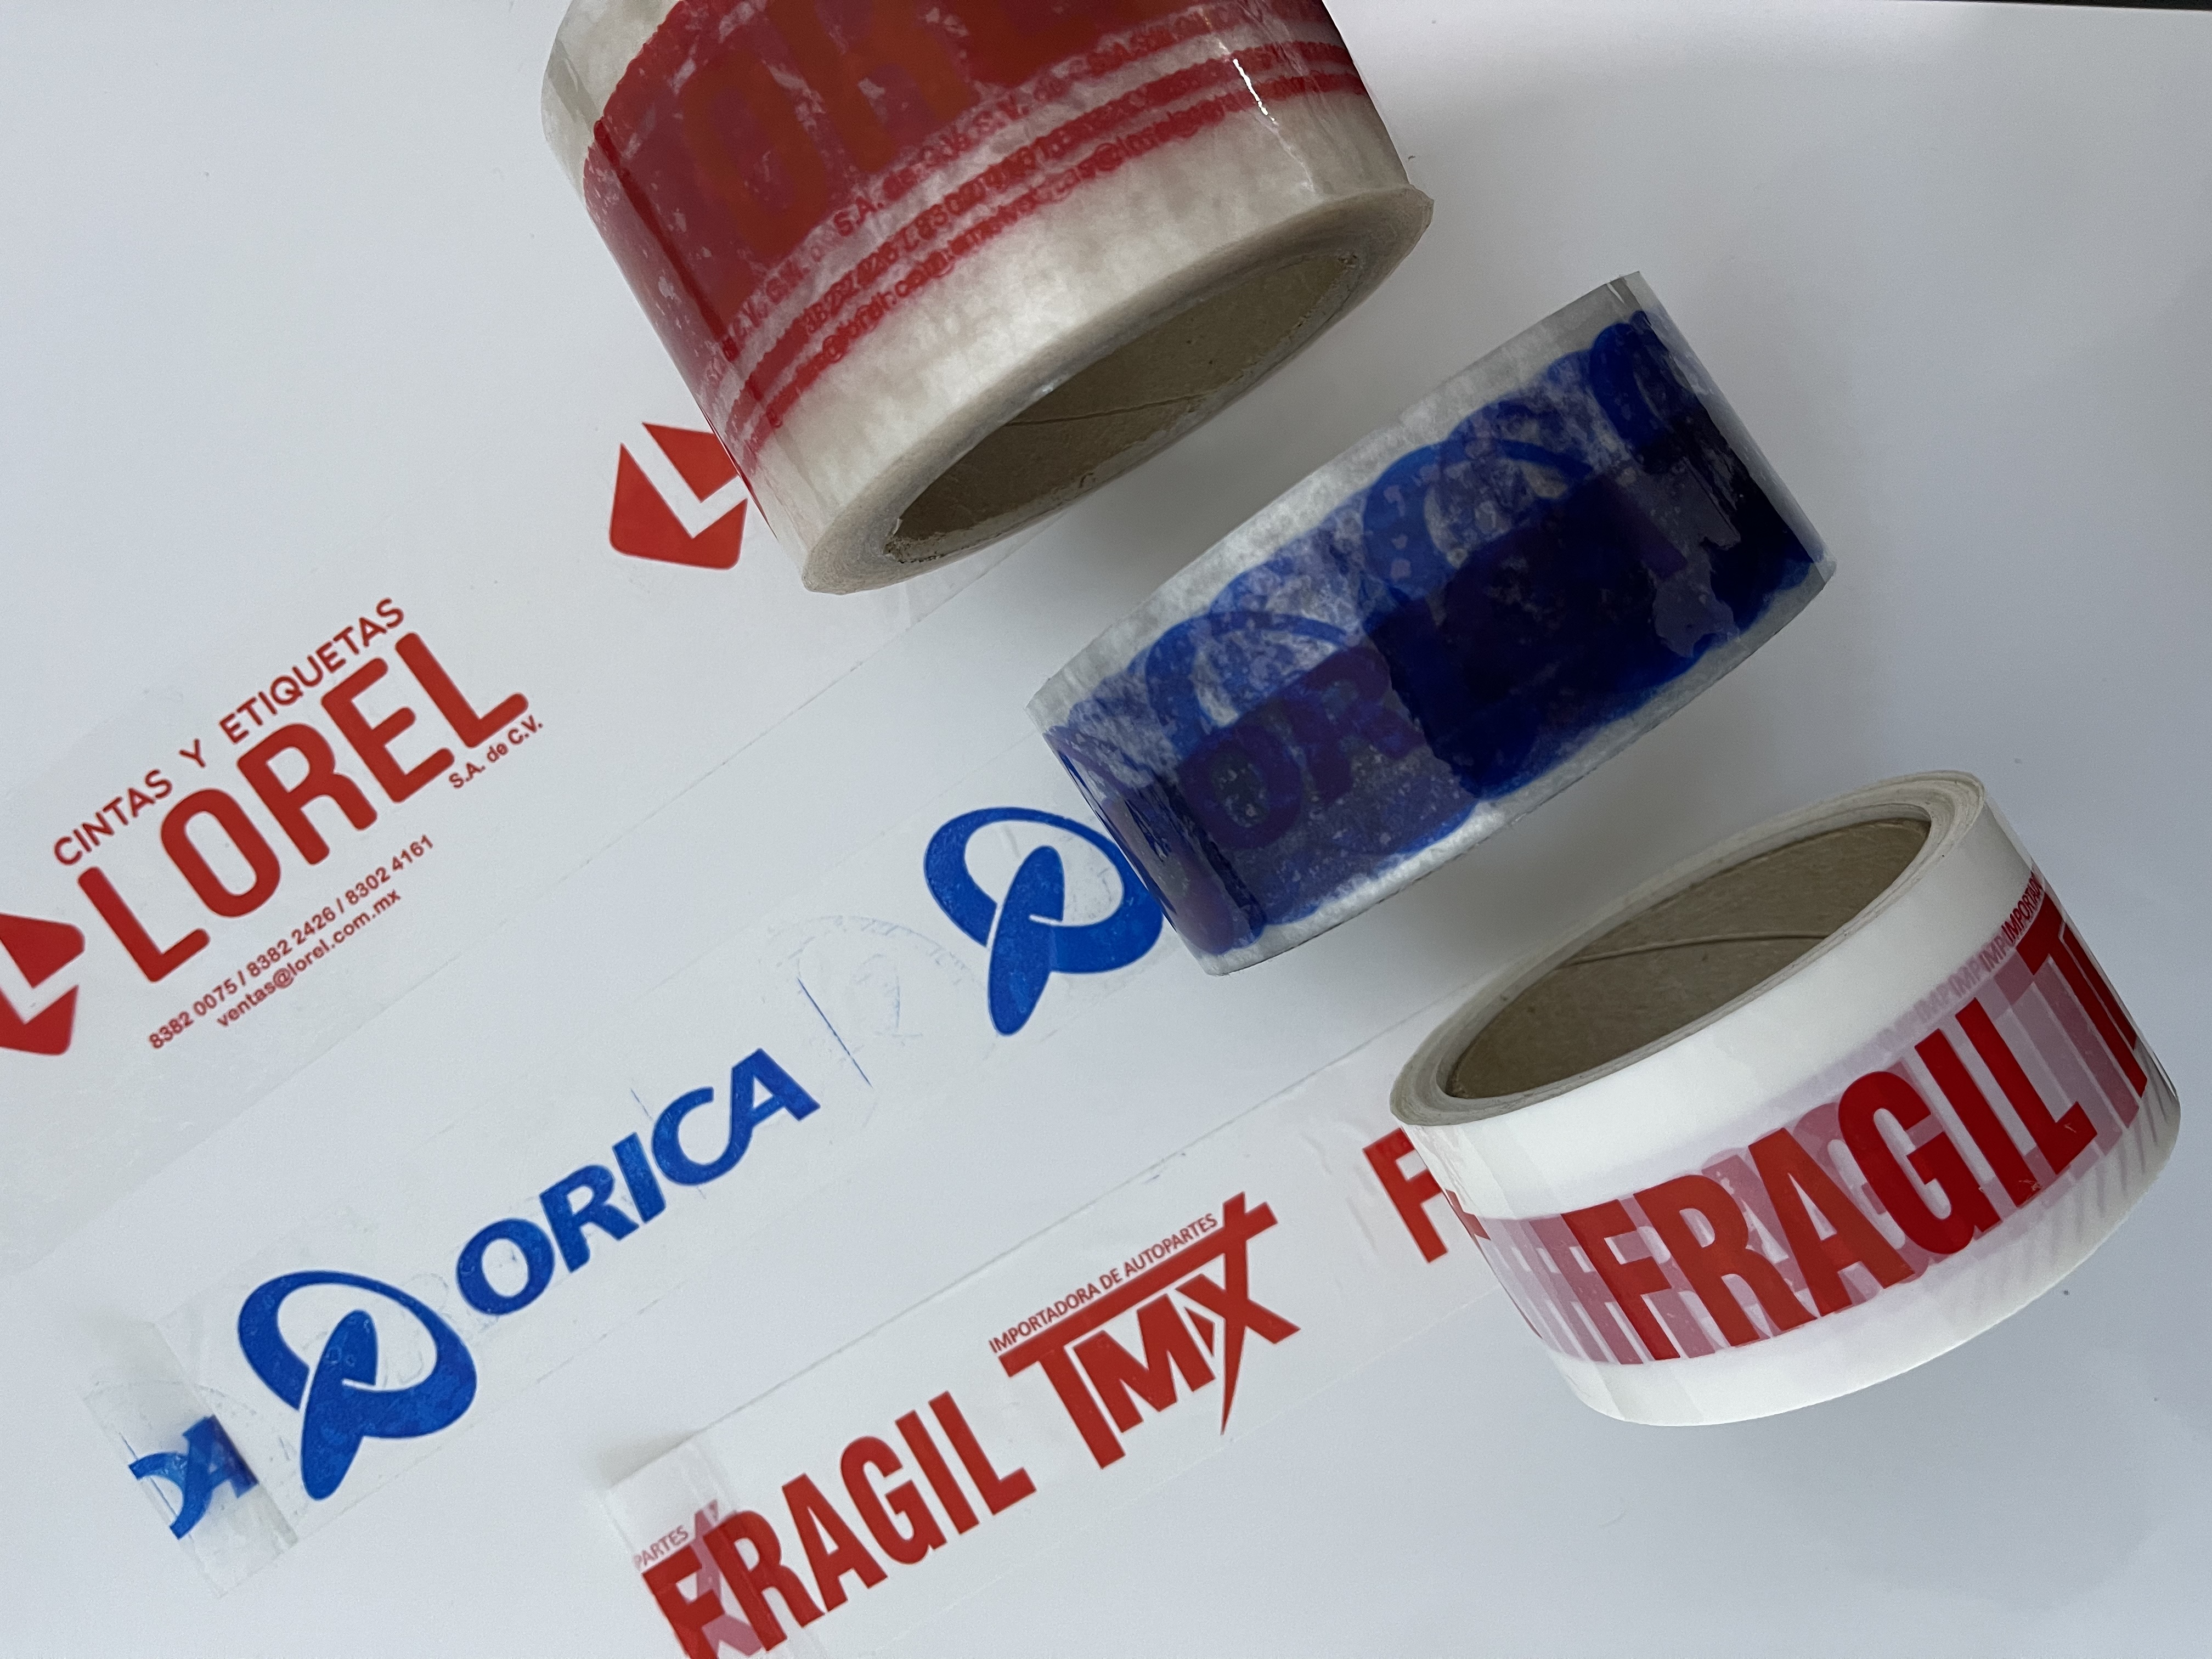 CINTAS Y ETIQUETAS
LOREL
S.A. de C.V.
8382 0075 / 8382 2426 / 8302 4161
ventas@lorel.com.mx
ORICA
PARTES
FRAGIL
IMPORTADORA DE AUTOPARTES
TMX
F
FRAGIL
IMPORTAD